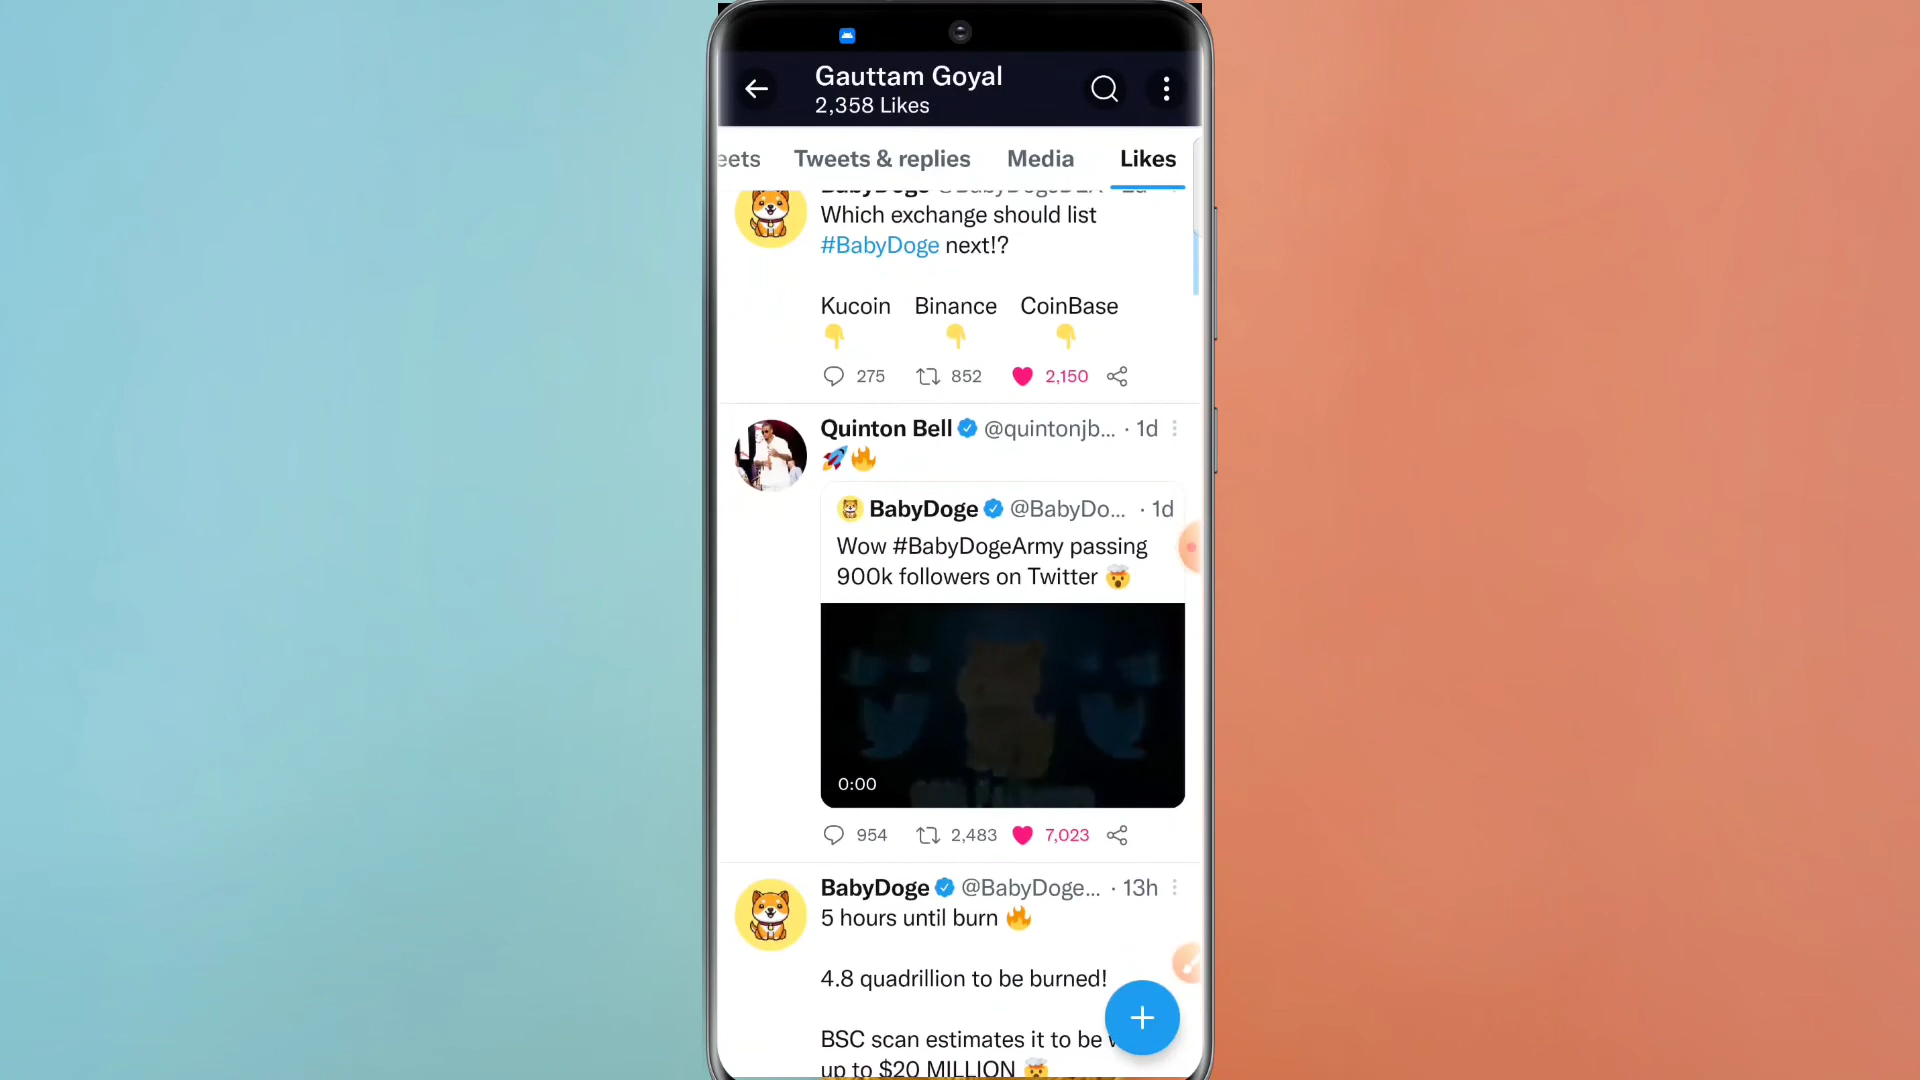 Gauttam Goyal
2,358 Likes
eets Tweets & replies Media Likes
Which exchange should list
#BabyDoge next!?
Kucoin Binance CoinBase
👇 👇 👇
275 852 2,150
Quinton Bell @quintonjb... · 1d
🚀🔥
BabyDoge @BabyDo... · 1d
Wow #BabyDogeArmy passing
900k followers on Twitter 🤯
0:00
954 2,483 7,023
BabyDoge @BabyDoge... · 13h
5 hours until burn 🔥
4.8 quadrillion to be burned!
BSC scan estimates it to be
up to $20 MILLION 🤯